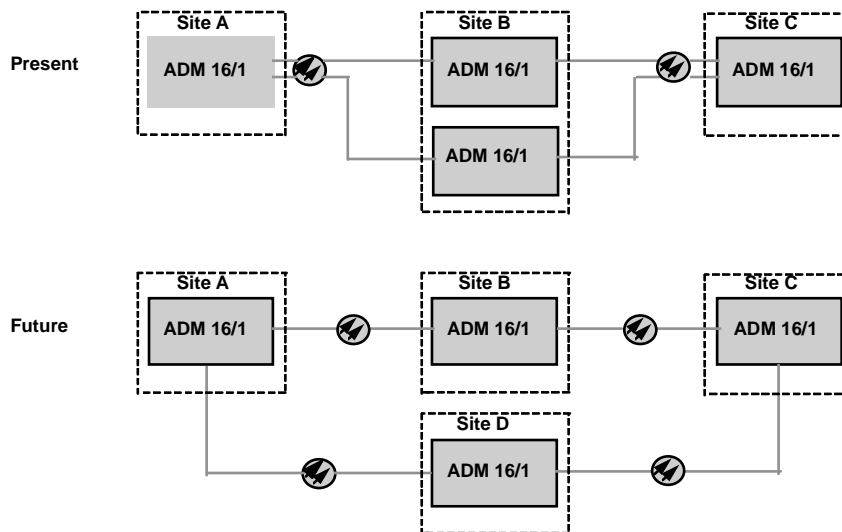 Site A Site B Site C
Present ADM 16/1 ADM 16/1 ADM 16/1
ADM 16/1
Site A Site B Site C
Future ADM 16/1 ADM 16/1 ADM 16/1
Site D
ADM 16/1